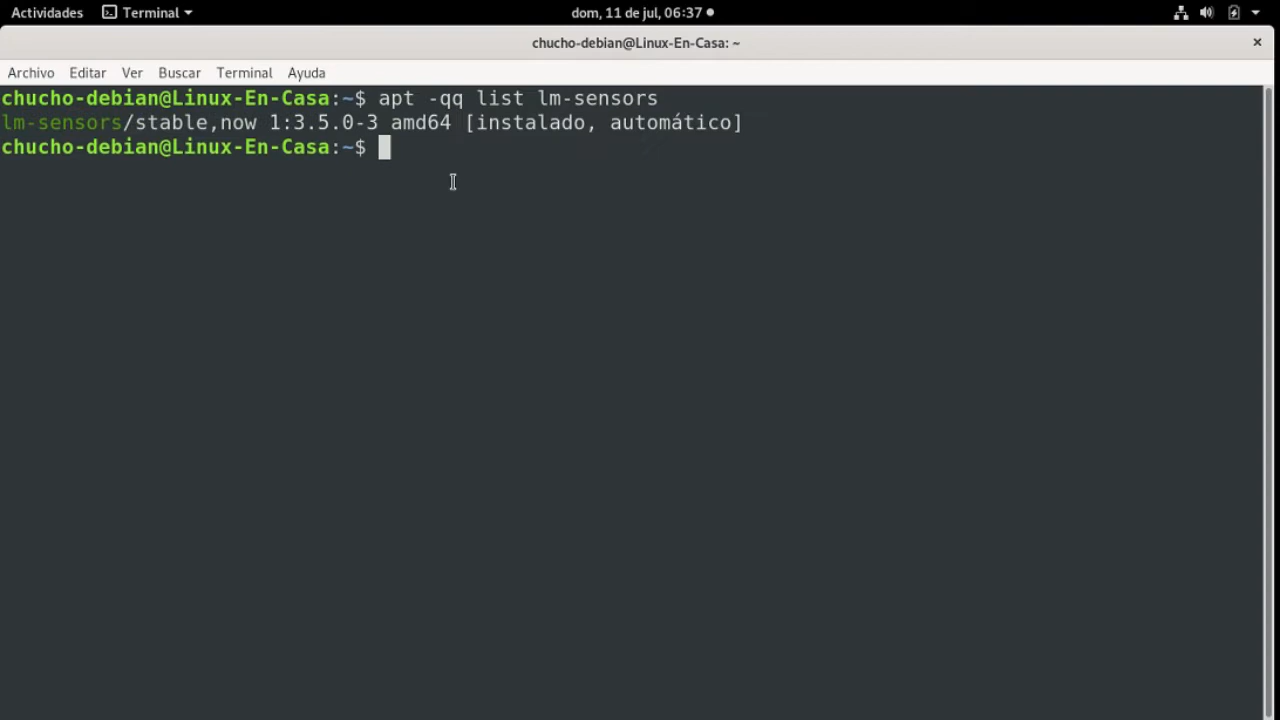 Actividades Terminal dom, 11 de jul, 06:37
chucho-debian@Linux-En-Casa: ~
Archivo Editar Ver Buscar Terminal Ayuda
chucho-debian@Linux-En-Casa:~$ apt -qq list lm-sensors
lm-sensors/stable,now 1:3.5.0-3 amd64 [instalado, automático]
chucho-debian@Linux-En-Casa:~$